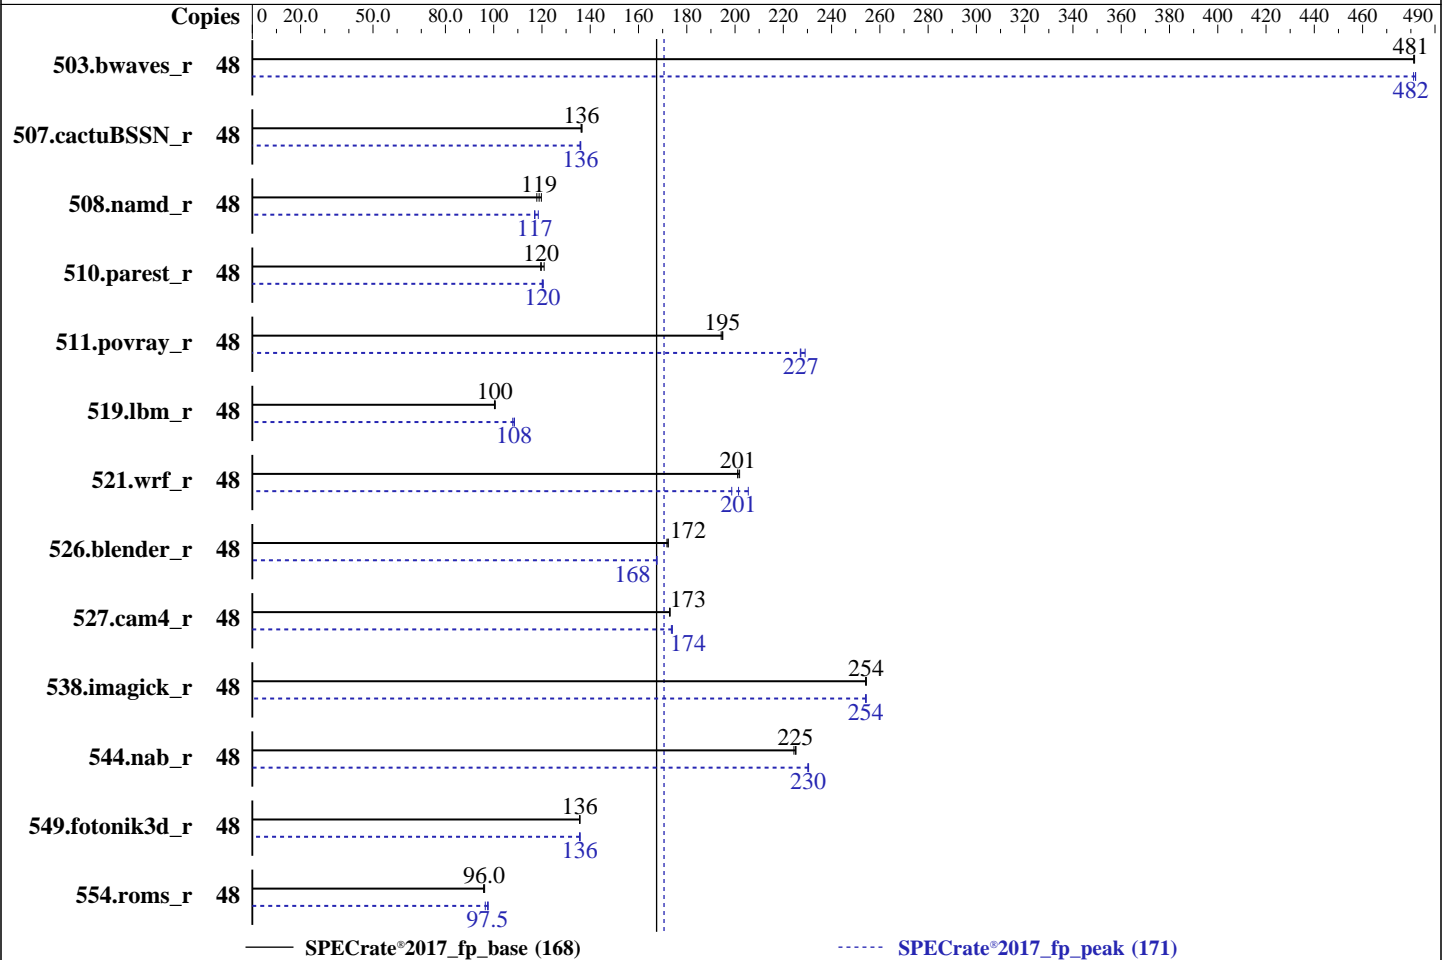 Copies 0 20.0 50.0 80.0 100 120 140 160 180 200 220 240 260 280 300 320 340 360 380 400 420 440 460 490
481
503.bwaves_r 48
482
136
507.cactuBSSN_r 48
136
119
508.namd_r 48
117
120
510.parest_r 48
120
195
511.povray_r 48
227
100
519.lbm_r 48
108
201
521.wrf_r 48
201
172
526.blender_r 48
168
173
527.cam4_r 48
174
254
538.imagick_r 48
254
225
544.nab_r 48
230
136
549.fotonik3d_r 48
136
96.0
554.roms_r 48
97.5
SPECrate®2017_fp_base (168) SPECrate®2017_fp_peak (171)